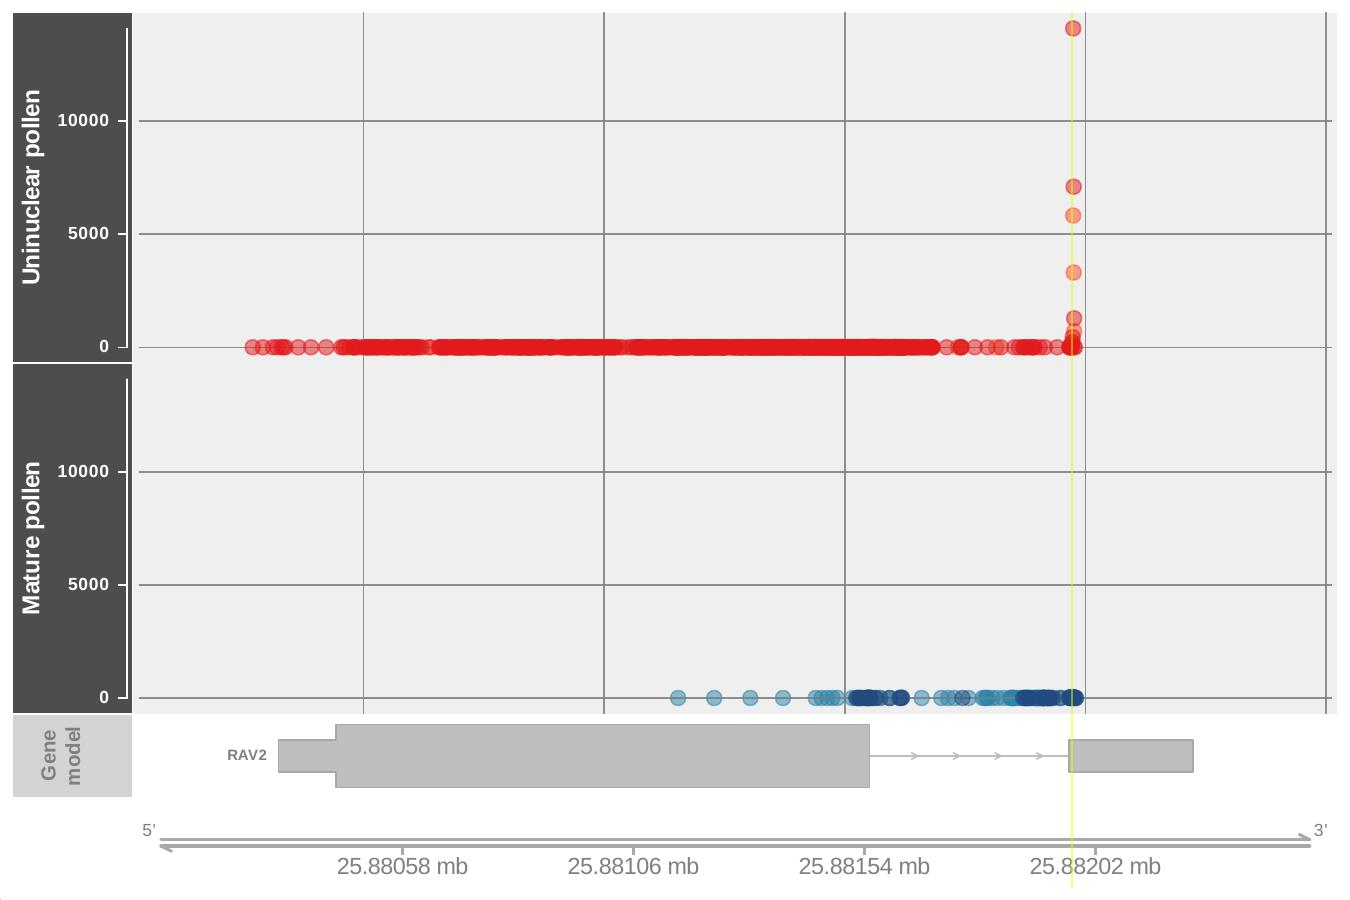 Uninuclear pollen
10000
5000
0
Mature pollen
10000
5000
0
Gene
model
RAV2
5'
3'
25.88058 mb
25.88106 mb
25.88154 mb
25.88202 mb